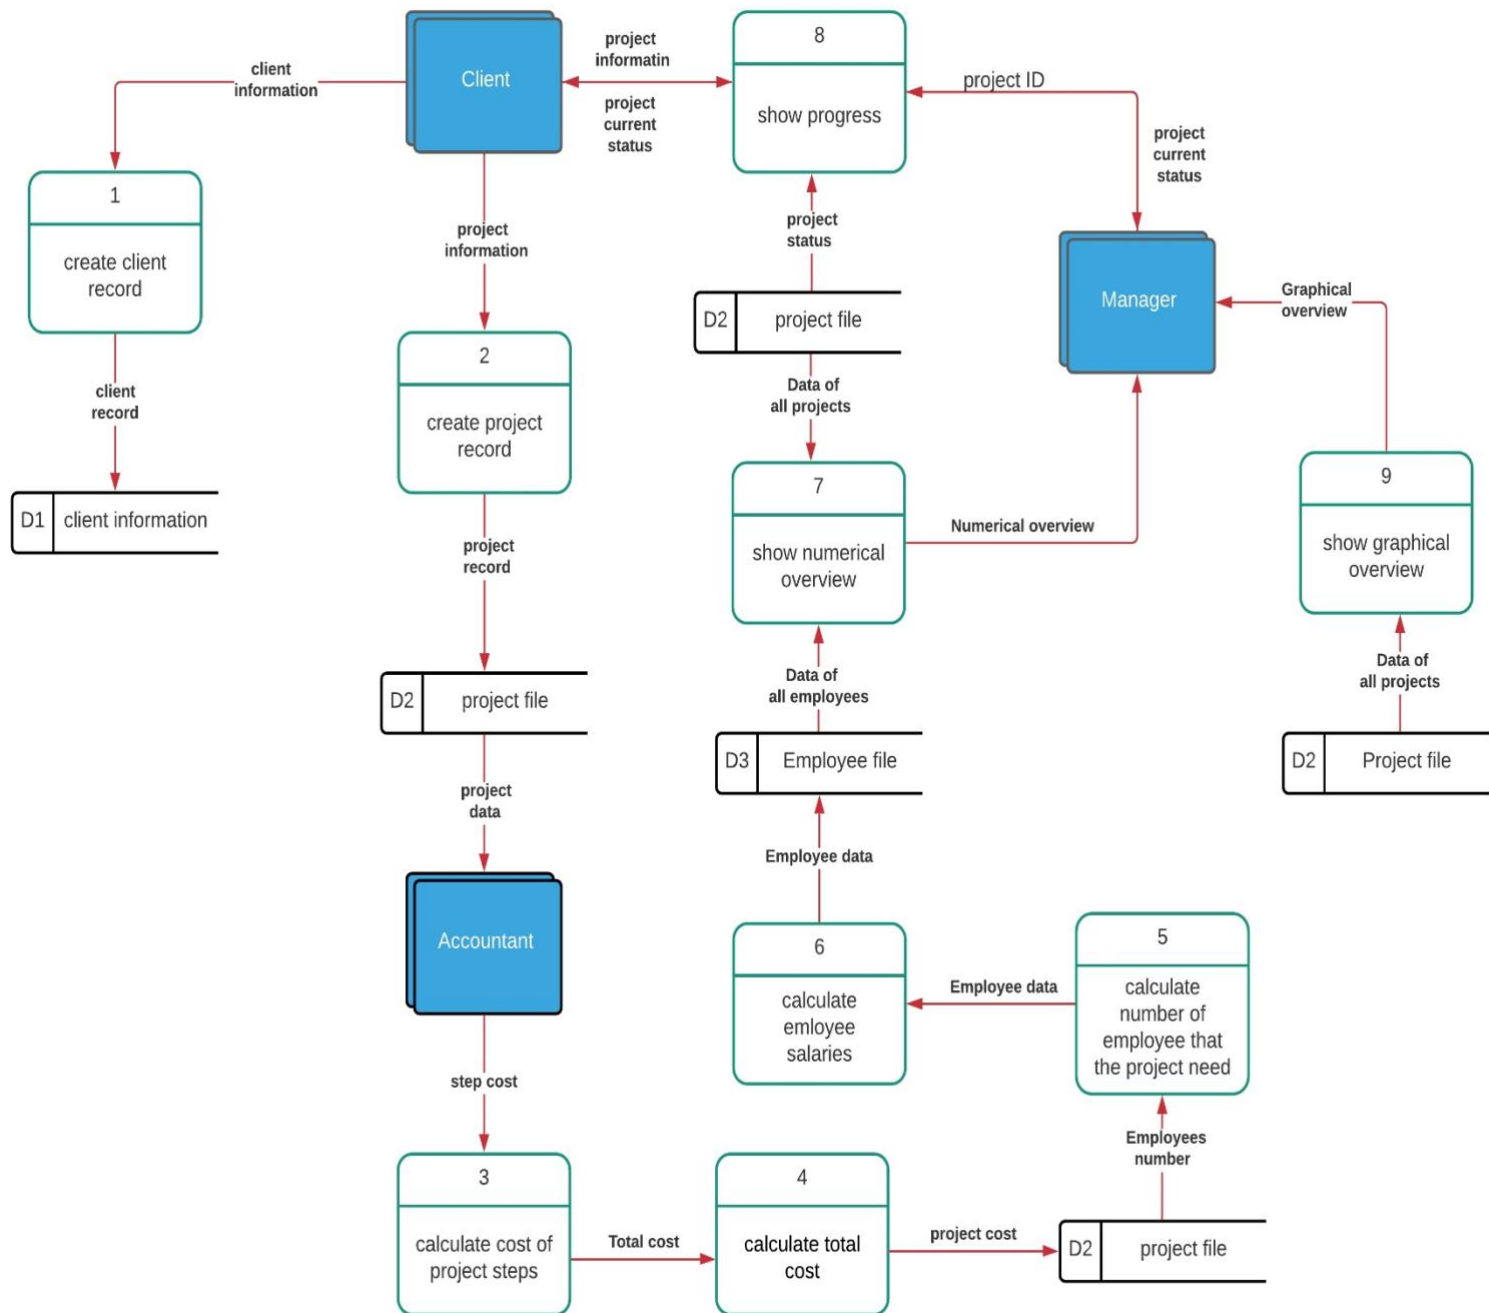 client
information
Client
project
informatin
project
current
status
8
show progress
project ID
project
current
status
1
create client
record
project
information
project
status
Manager
Graphical
overview
D2
project file
2
create project
record
client
record
Data of
all projects
D1
client information
7
show numerical
overview
Numerical overview
9
show graphical
overview
project
record
Data of
all employees
Data of
all projects
D2
project file
D3
Employee file
D2
Project file
project
data
Employee data
Accountant
6
calculate
emloyee
salaries
Employee data
5
calculate
number of
employee that
the project need
step cost
Employees
number
3
calculate cost of
project steps
Total cost
4
calculate total
cost
project cost
D2
project file